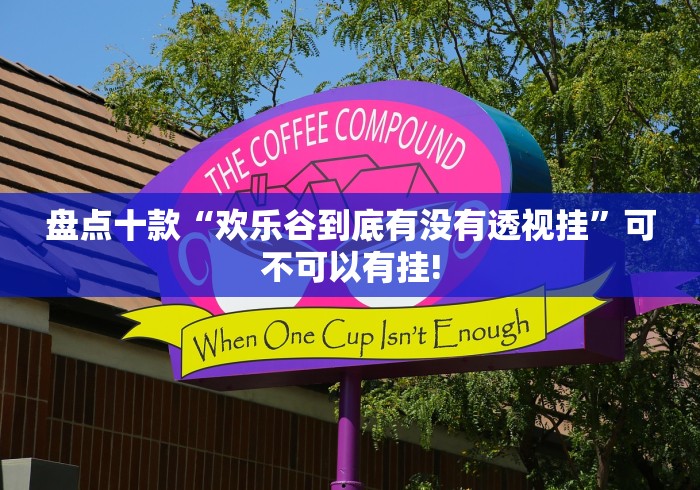 THE COFFEE COMPOUND
盘点十款“欢乐谷到底有没有透视挂”可
不可以有挂!
When One Cup Isn't Enough